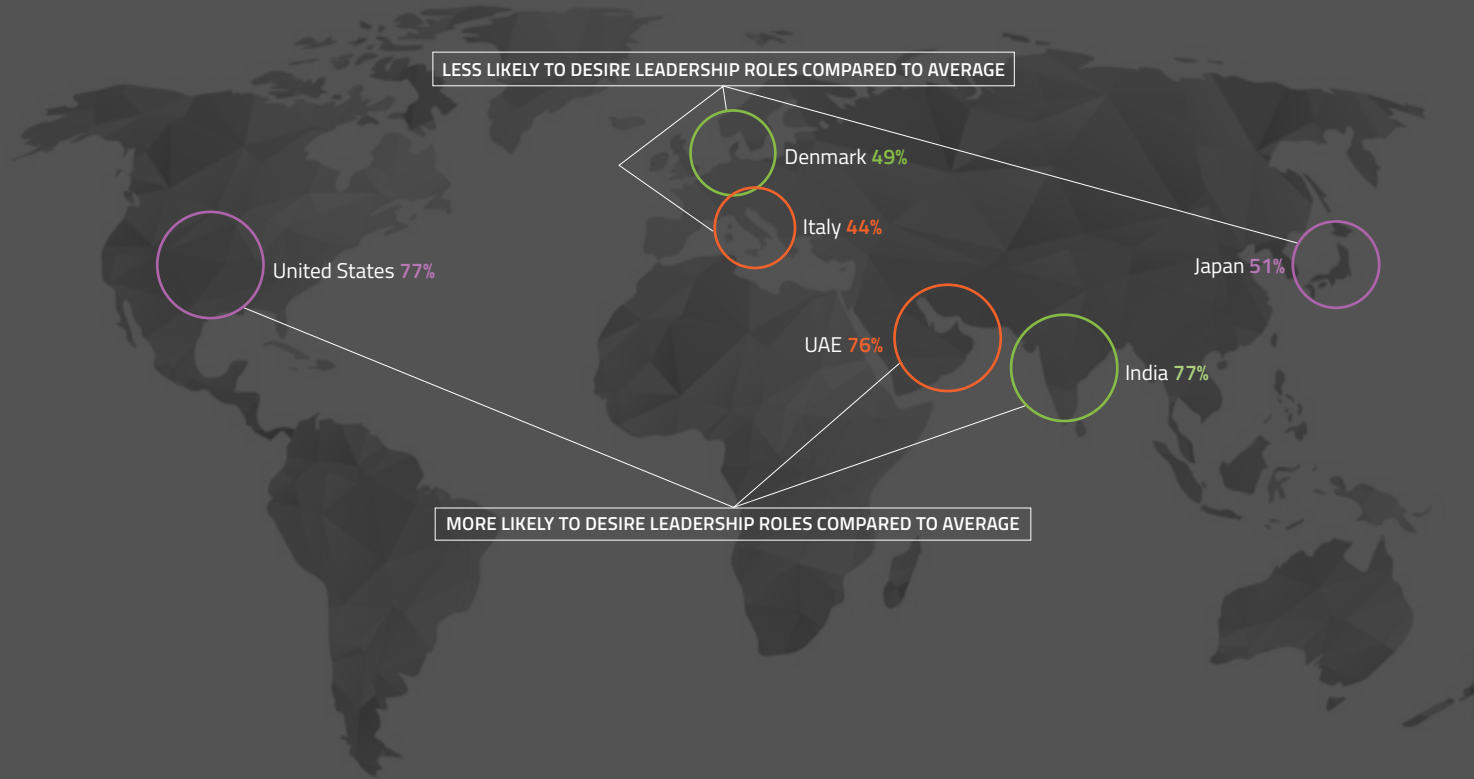 LESS LIKELY TO DESIRE LEADERSHIP ROLES COMPARED TO AVERAGE
Denmark 49%
Italy 44%
United States 77%
Japan 51%
UAE 76%
India 77%
MORE LIKELY TO DESIRE LEADERSHIP ROLES COMPARED TO AVERAGE